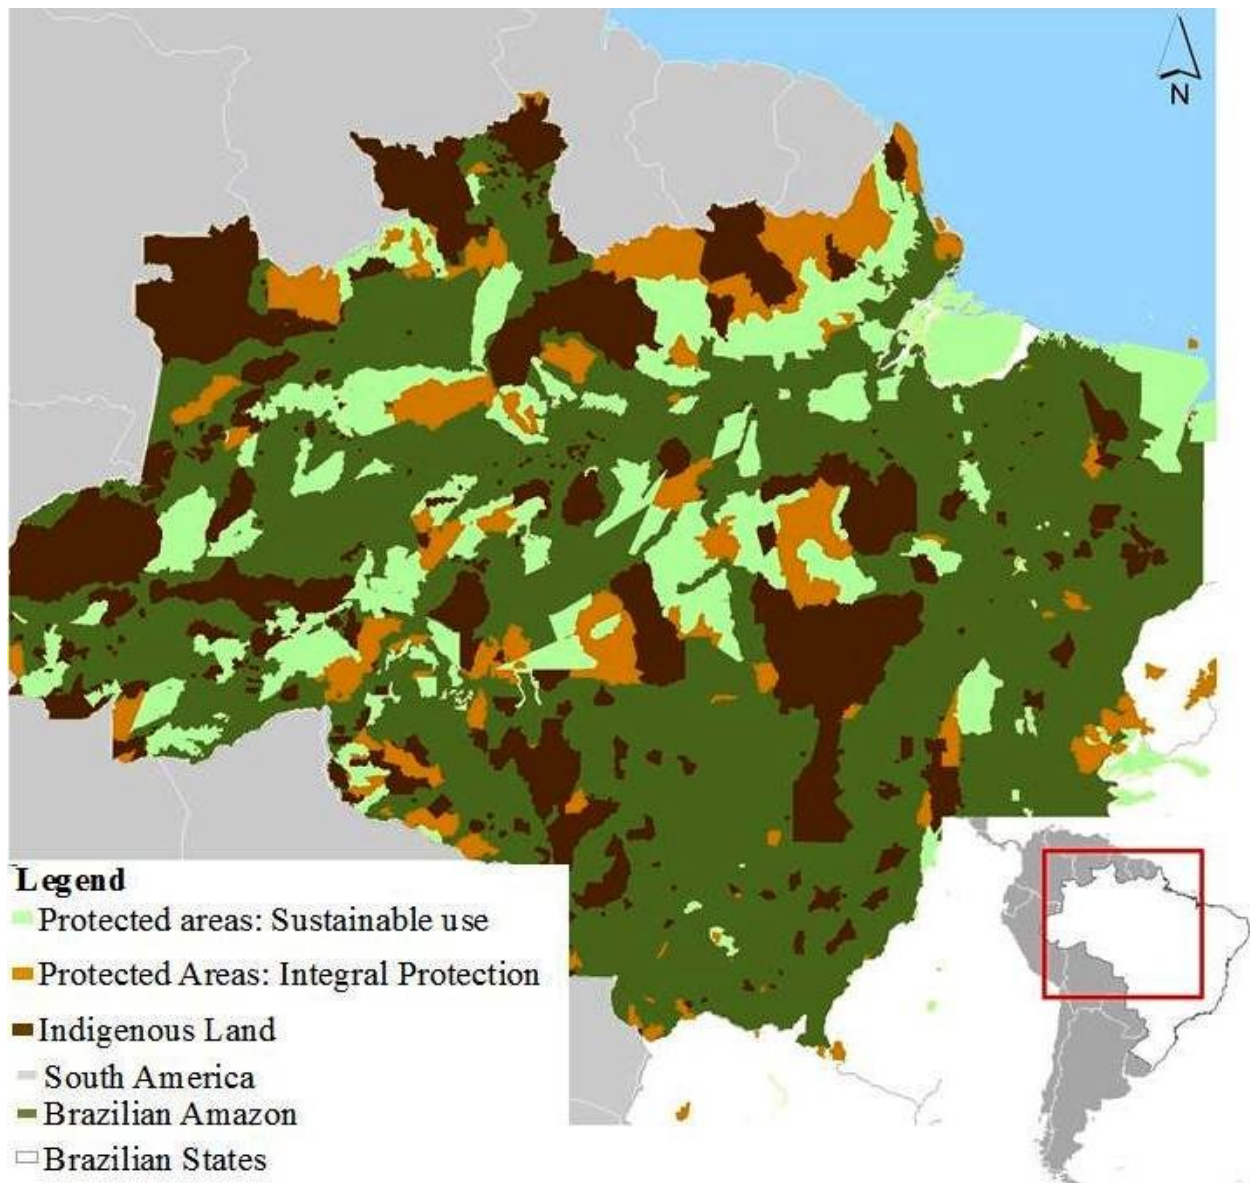 N
Legend
Protected areas: Sustainable use
Protected Areas: Integral Protection
Indigenous Land
South America
Brazilian Amazon
Brazilian States